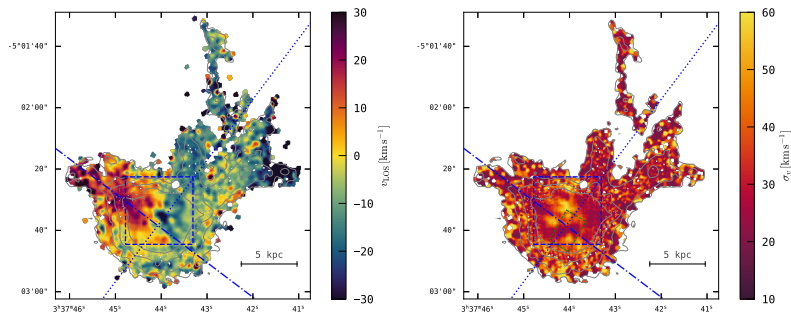 -5°01'40"
02'00"
20"
40"
03'00"
3ʰ37ᵐ46ˢ
45ˢ
44ˢ
43ˢ
42ˢ
41ˢ
5 kpc
30
20
10
0
−10
−20
−30
v_LOS [km s⁻¹]
-5°01'40"
02'00"
20"
40"
03'00"
3ʰ37ᵐ46ˢ
45ˢ
44ˢ
43ˢ
42ˢ
41ˢ
5 kpc
60
50
40
30
20
10
σ_v [km s⁻¹]